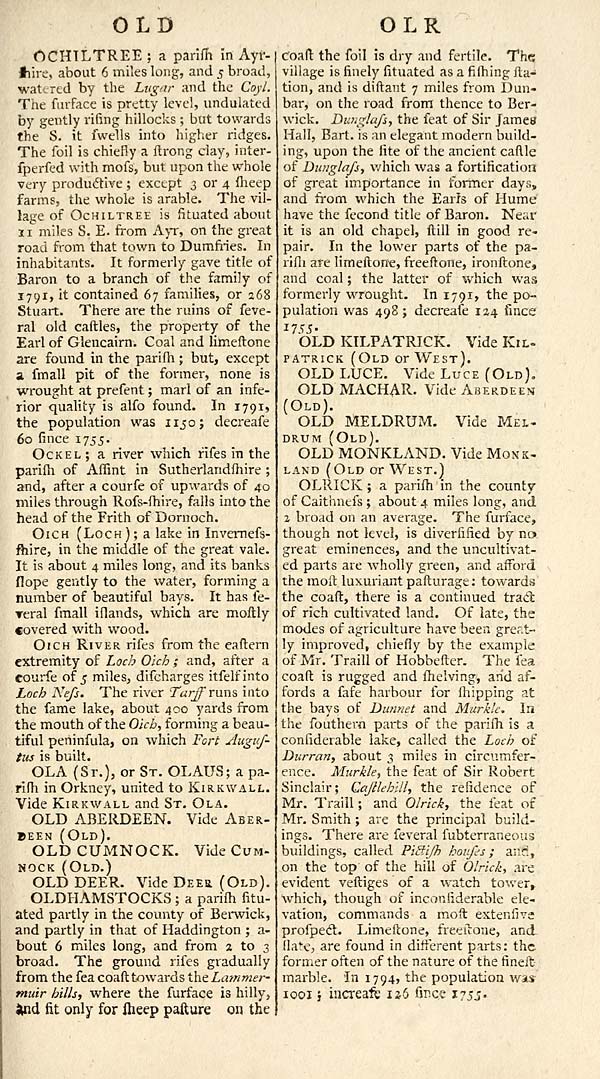 OLD
OCHILTREE ; a pariſh in Ayr-
ſhire, about 6 miles long, and 5 broad,
watered by the Lugar and the Coyl.
The ſurface is pretty level, undulated
by gently riſing hillocks ; but towards
the S. it ſwells into higher ridges.
The ſoil is chiefly a ſtrong clay, inter-
ſperſed with moſs, but upon the whole
very productive ; except 3 or 4 ſheep
farms, the whole is arable. The vil-
lage of OCHILTREE is ſituated about
11 miles S. E. from Ayr, on the great
road from that town to Dumfries. In
inhabitants. It formerly gave title of
Baron to a branch of the family of
1791, it contained 67 families, or 268
Stuart. There are the ruins of ſeve-
ral old caſtles, the property of the
Earl of Glencairn. Coal and limeſtone
are found in the pariſh ; but, except
a ſmall pit of the former, none is
wrought at preſent ; marl of an infe-
rior quality is alſo found. In 1791,
the population was 1150 ; decreaſe
60 ſince 1755.
OCKEL ; a river which riſes in the
pariſh of Aſſint in Sutherlandſhire ;
and, after a courſe of upwards of 40
miles through Roſs-ſhire, falls into the
head of the Frith of Dornoch.
OICH (LOCH) ; a lake in Inverneſs-
ſhire, in the middle of the great vale.
It is about 4 miles long, and its banks
ſlope gently to the water, forming a
number of beautiful bays. It has ſe-
veral ſmall iſlands, which are moſtly
covered with wood.
OICH RIVER riſes from the eaſtern
extremity of Loch Oich ; and, after a
courſe of 5 miles, diſcharges itſelf into
Loch Neſs. The river Tarff runs into
the ſame lake, about 400 yards from
the mouth of the Oich, forming a beau-
tiful peninſula, on which Fort Auguſ-
tus is built.
OLA (ST.), or ST. OLAUS ; a pa-
riſh in Orkney, united to KIRKWALL.
Vide KIRKWALL and ST. OLA.
OLD ABERDEEN. Vide ABER-
DEEN (OLD).
OLD CUMNOCK. Vide CUM-
NOCK (OLD.)
OLD DEER. Vide DEER (OLD).
OLDHAMSTOCKS ; a pariſh ſitu-
ated partly in the county of Berwick,
and partly in that of Haddington ; a-
bout 6 miles long, and from 2 to 3
broad. The ground riſes gradually
from the ſea coaſt towards the Lammer-
muir hills, where the ſurface is hilly,
and fit only for ſheep paſture on the
OLR
coaſt the ſoil is dry and fertile. The
village is finely ſituated as a fiſhing ſta-
tion, and is diſtant 7 miles from Dun-
bar, on the road from thence to Ber-
wick. Dunglaſs, the ſeat of Sir James
Hall, Bart. is an elegant modern build-
ing, upon the ſite of the ancient caſtle
of Dunglaſs, which was a fortification
of great importance in former days,
and from which the Earls of Hume
have the ſecond title of Baron. Near
it is an old chapel, ſtill in good re-
pair. In the lower parts of the pa-
riſh are limeſtone, freeſtone, ironſtone,
and coal ; the latter of which was
formerly wrought. In 1791, the po-
pulation was 498 ; decreaſe 124 ſince
1755.
OLD KILPATRICK. Vide KIL-
PATRICK (OLD or WEST).
OLD LUCE. Vide LUCE (OLD).
OLD MACHAR. Vide ABERDEEN
(OLD).
OLD MELDRUM. Vide MEL-
DRUM (OLD).
OLD MONKLAND. Vide MONK-
LAND (OLD or WEST.)
OLRICK ; a pariſh in the county
of Caithneſs ; about 4 miles long, and
2 broad on an average. The ſurface,
though not level, is diverſified by no
great eminences, and the uncultivat-
ed parts are wholly green, and afford
the moſt luxuriant paſturage : towards
the coaſt, there is a continued tract
of rich cultivated land. Of late, the
modes of agriculture have been great-
ly improved, chiefly by the example
of Mr. Traill of Hobbeſter. The ſea
coaſt is rugged and ſhelving, and af-
fords a ſafe harbour for ſhipping at
the bays of Dunnet and Murkle. In
the ſouthern parts of the pariſh is a
conſiderable lake, called the Loch of
Durran, about 3 miles in circumfer-
ence. Murkle, the ſeat of Sir Robert
Sinclair ; Caſtlehill, the reſidence of
Mr. Traill ; and Olrick, the ſeat of
Mr. Smith ; are the principal build-
ings. There are ſeveral ſubterraneous
buildings, called Pictiſh houſes ; and,
on the top of the hill of Olrick, are
evident veſtiges of a watch tower,
which, though of inconſiderable ele-
vation, commands a moſt extenſive
proſpect. Limeſtone, freeſtone, and
ſlate, are found in different parts : the
former often of the nature of the fineſt
marble. In 1794, the population was
1001 ; increaſe 126 ſince 1755.